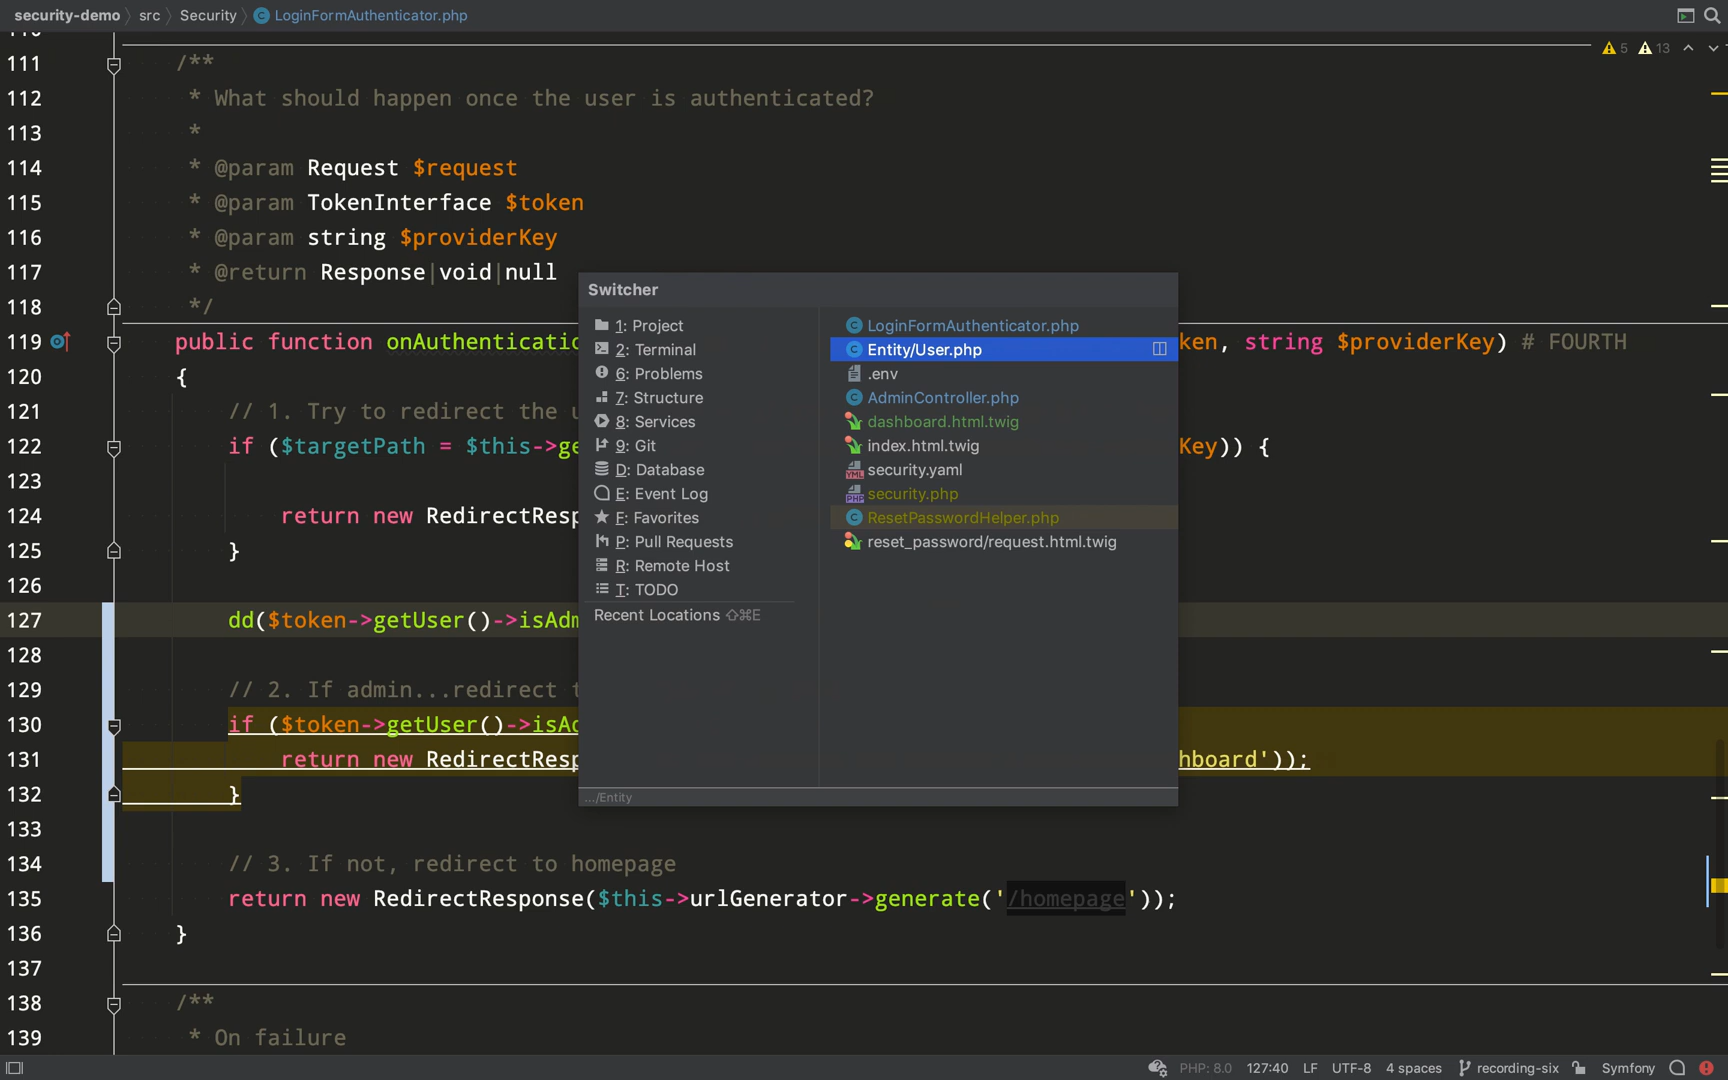 security-demo src Security LoginFormAuthenticator.php
5 13
111 /**
112 * What should happen once the user is authenticated?
113 *
114 * @param Request $request
115 * @param TokenInterface $token
116 * @param string $providerKey
117 * @return Response|void|null
118 */
119 public function onAuthenticatio ken, string $providerKey) # FOURTH
120 {
121 // 1. Try to redirect the u
122 if ($targetPath = $this->ge Key)) {
123
124 return new RedirectResp
125 }
126
127 dd($token->getUser()->isAdm
128
129 // 2. If admin...redirect t
130 if ($token->getUser()->isAd
131 return new RedirectResp hboard'));
132 }
133
134 // 3. If not, redirect to homepage
135 return new RedirectResponse($this->urlGenerator->generate('/homepage'));
136 }
137
138 /**
139 * On failure
Switcher
1: Project
2: Terminal
6: Problems
7: Structure
8: Services
9: Git
D: Database
E: Event Log
F: Favorites
P: Pull Requests
R: Remote Host
T: TODO
Recent Locations ⇧⌘E
LoginFormAuthenticator.php
Entity/User.php
.env
AdminController.php
dashboard.html.twig
index.html.twig
security.yaml
security.php
ResetPasswordHelper.php
reset_password/request.html.twig
.../Entity
PHP: 8.0 127:40 LF UTF-8 4 spaces recording-six Symfony